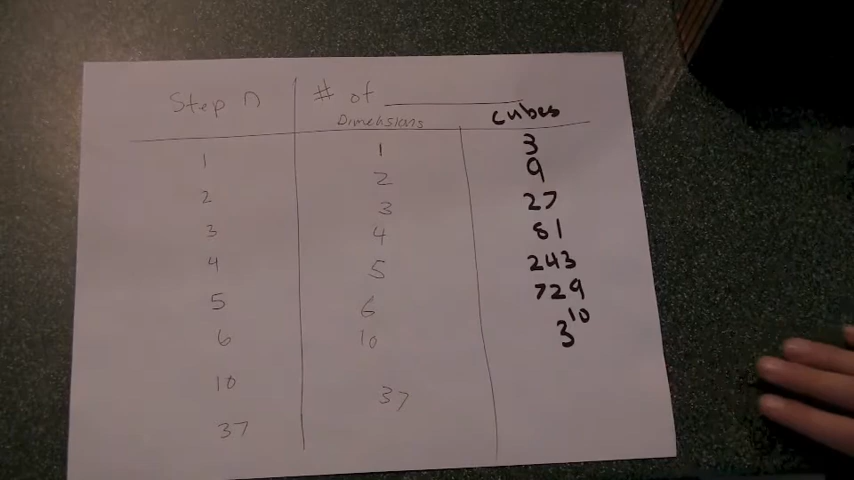 Step n # of
Dimensions cubes
1 1 3
2 2 9
3 3 27
4 4 81
5 5 243
6 6 729
10 10 3^10
37 37